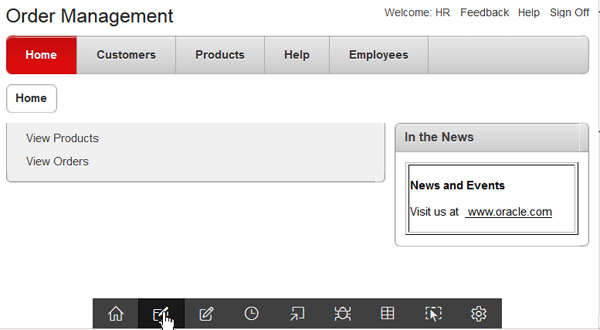 Order Management
Welcome: HR Feedback Help Sign Off
Home Customers Products Help Employees
Home
View Products
View Orders
In the News
News and Events
Visit us at www.oracle.com